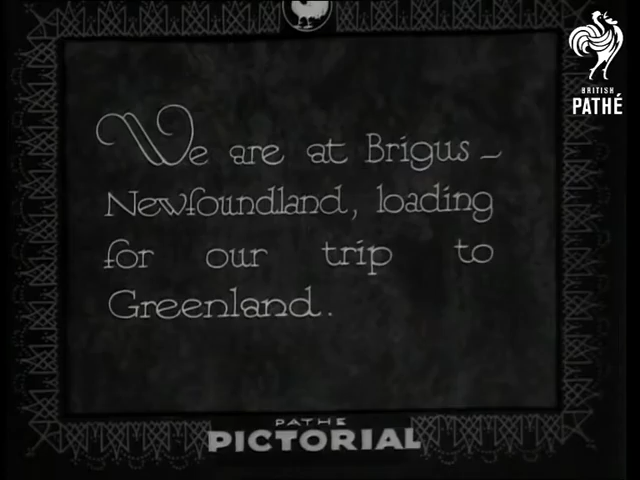 BRITISH
PATHÉ
We are at Brigus –
Newfoundland, loading
for our trip to
Greenland.
PATHE
PICTORIAL